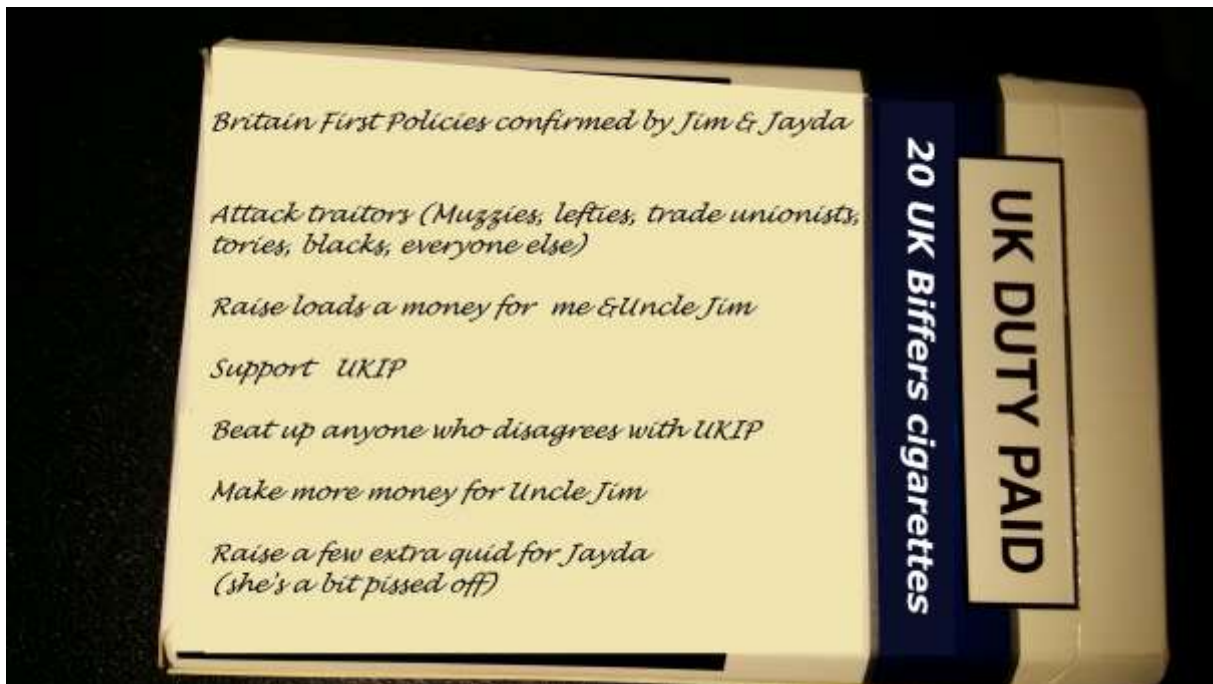 Britain First Policies confirmed by Jim & Jayda
Attack traitors (Muzzies, lefties, trade unionists,
tories, blacks, everyone else)
Raise loads a money for me &Uncle Jim
Support UKIP
Beat up anyone who disagrees with UKIP
Make more money for Uncle Jim
Raise a few extra quid for Jayda
(she's a bit pissed off)
20 UK Biffers cigarettes
UK DUTY PAID